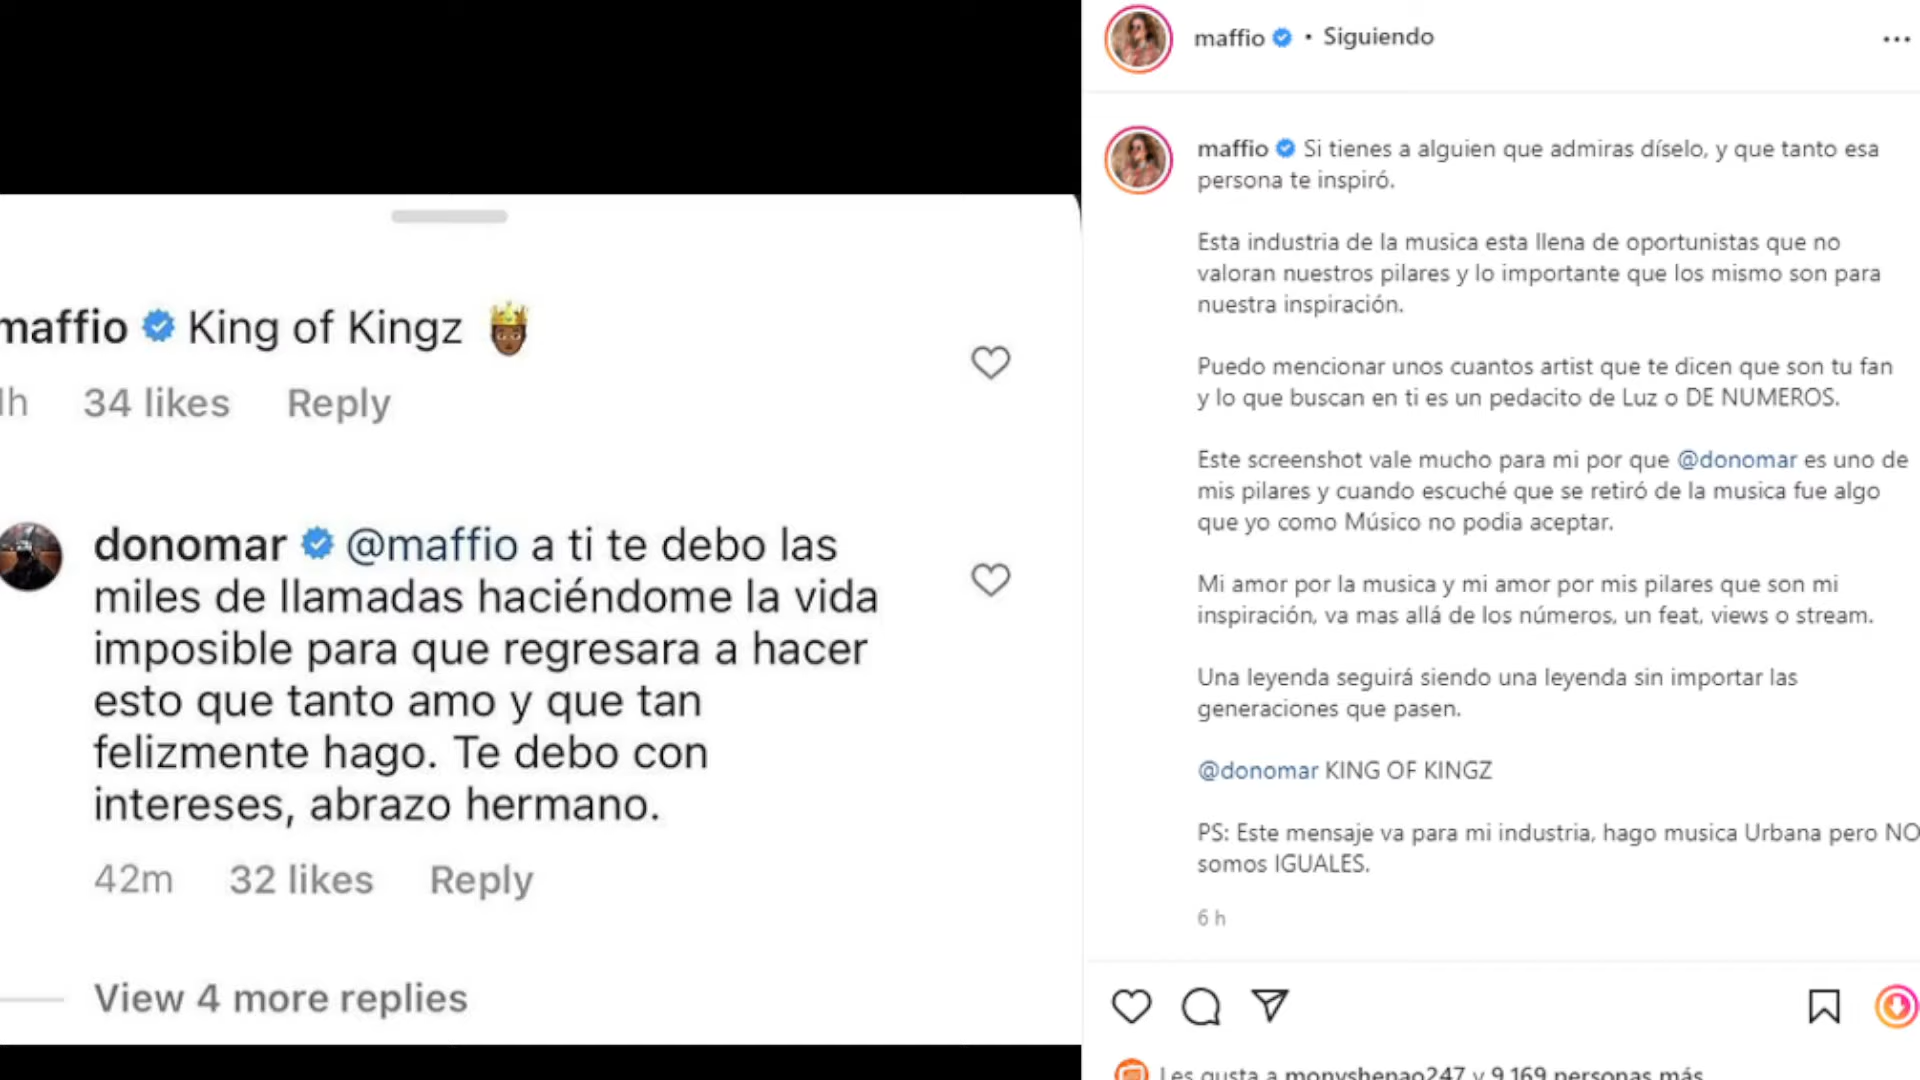 maffio King of Kingz
1h 34 likes Reply
donomar @maffio a ti te debo las
miles de llamadas haciéndome la vida
imposible para que regresara a hacer
esto que tanto amo y que tan
felizmente hago. Te debo con
intereses, abrazo hermano.
42m 32 likes Reply
View 4 more replies
maffio • Siguiendo
maffio Si tienes a alguien que admiras díselo, y que tanto esa
persona te inspiró.
Esta industria de la musica esta llena de oportunistas que no
valoran nuestros pilares y lo importante que los mismo son para
nuestra inspiración.
Puedo mencionar unos cuantos artist que te dicen que son tu fan
y lo que buscan en ti es un pedacito de Luz o DE NUMEROS.
Este screenshot vale mucho para mi por que @donomar es uno de
mis pilares y cuando escuché que se retiró de la musica fue algo
que yo como Músico no podia aceptar.
Mi amor por la musica y mi amor por mis pilares que son mi
inspiración, va mas allá de los números, un feat, views o stream.
Una leyenda seguirá siendo una leyenda sin importar las
generaciones que pasen.
@donomar KING OF KINGZ
PS: Este mensaje va para mi industria, hago musica Urbana pero NO
somos IGUALES.
6 h
Les gusta a monyshenao247 y 9,169 personas más